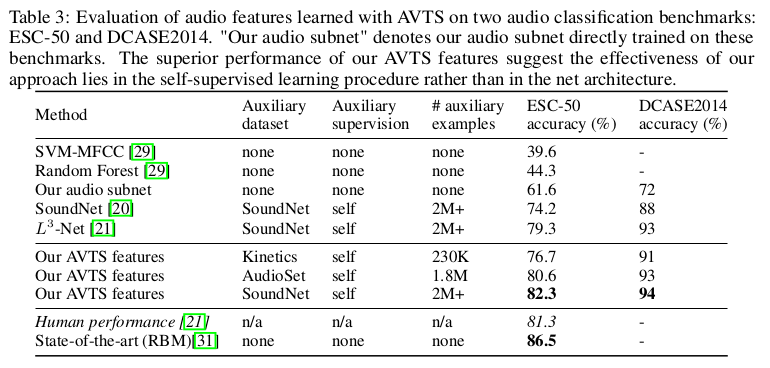 Table 3: Evaluation of audio features learned with AVTS on two audio classification benchmarks:
ESC-50 and DCASE2014. "Our audio subnet" denotes our audio subnet directly trained on these
benchmarks. The superior performance of our AVTS features suggest the effectiveness of our
approach lies in the self-supervised learning procedure rather than in the net architecture.
Method Auxiliary Auxiliary # auxiliary ESC-50 DCASE2014
dataset supervision examples accuracy (%) accuracy (%)
SVM-MFCC [29] none none none 39.6 -
Random Forest [29] none none none 44.3 -
Our audio subnet none none none 61.6 72
SoundNet [20] SoundNet self 2M+ 74.2 88
L³-Net [21] SoundNet self 2M+ 79.3 93
Our AVTS features Kinetics self 230K 76.7 91
Our AVTS features AudioSet self 1.8M 80.6 93
Our AVTS features SoundNet self 2M+ 82.3 94
Human performance [21] n/a n/a n/a 81.3 -
State-of-the-art (RBM)[31] none none none 86.5 -